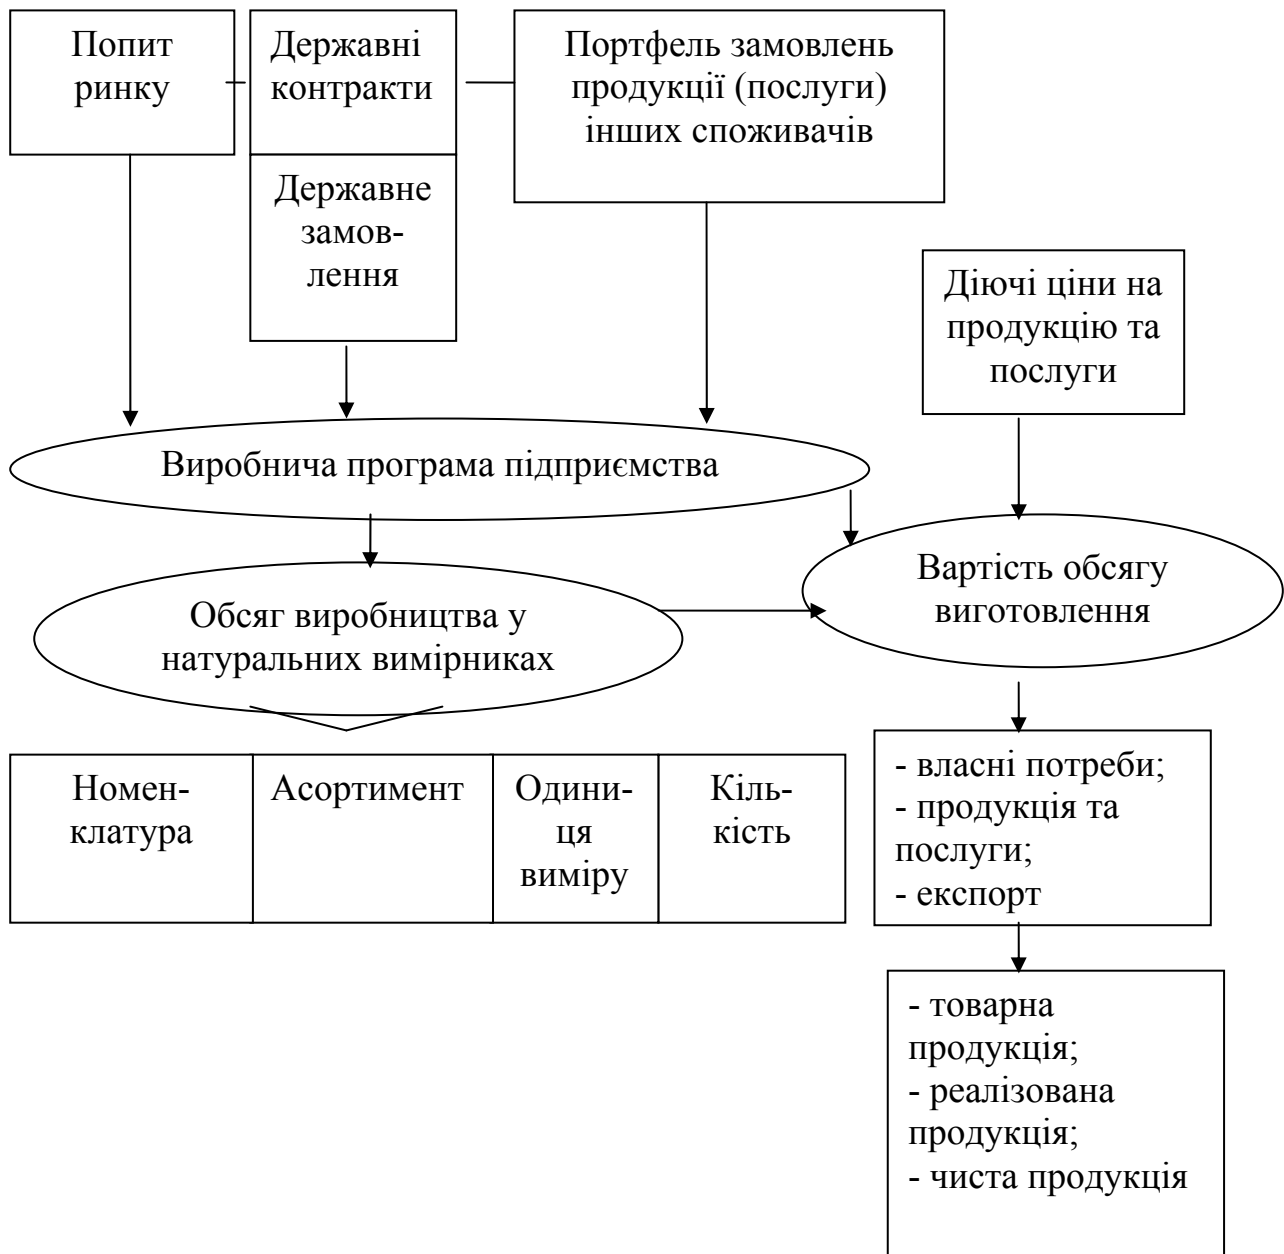 Попит
ринку
Державні
контракти
Портфель замовлень
продукції (послуги)
інших споживачів
Державне
замов-
лення
Діючі ціни на
продукцію та
послуги
Виробнича програма підприємства
Вартість обсягу
виготовлення
Обсяг виробництва у
натуральних вимірниках
Номен-
клатура
Асортимент
Одини-
ця
виміру
Кіль-
кість
- власні потреби;
- продукція та
послуги;
- експорт
- товарна
продукція;
- реалізована
продукція;
- чиста продукція